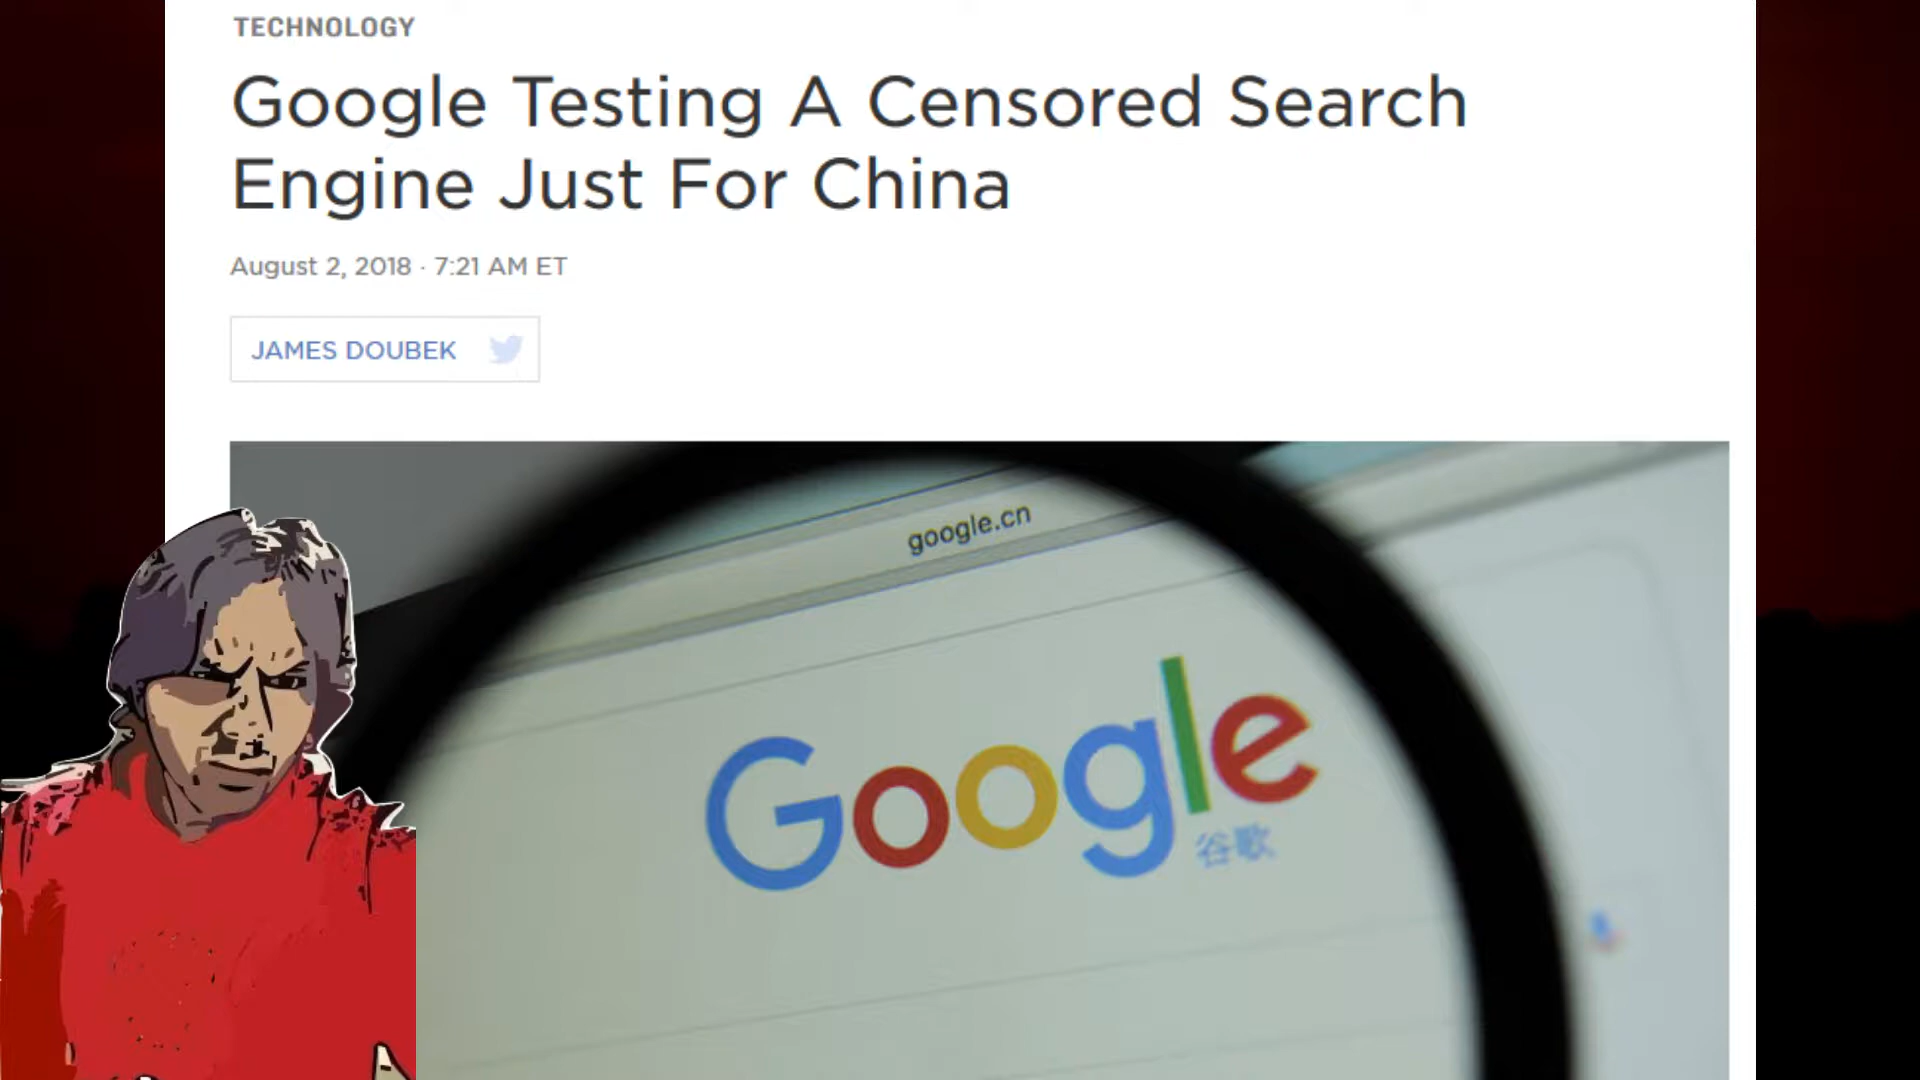 TECHNOLOGY
Google Testing A Censored Search
Engine Just For China
August 2, 2018 · 7:21 AM ET
JAMES DOUBEK
google.cn
Google
谷歌